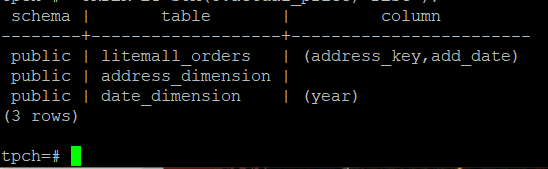 schema | table | column
--------+-------------------+-------------------------
public | litemall_orders | (address_key,add_date)
public | address_dimension |
public | date_dimension | (year)
(3 rows)
tpch=#